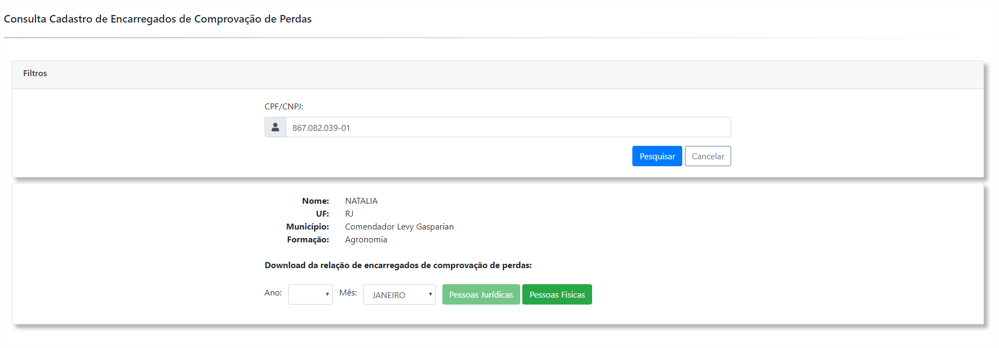 Consulta Cadastro de Encarregados de Comprovação de Perdas
Filtros
CPF/CNPJ:
867.082.039-01
Pesquisar Cancelar
Nome: NATALIA
UF: RJ
Município: Comendador Levy Gasparian
Formação: Agronomia
Download da relação de encarregados de comprovação de perdas:
Ano: Mês: JANEIRO Pessoas Jurídicas Pessoas Fisicas